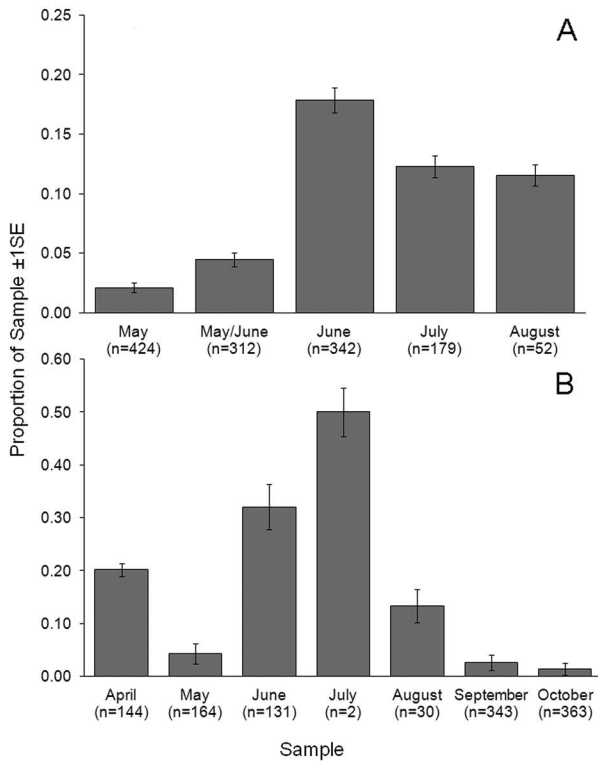 A
Proportion of Sample ±1SE
0.25
0.20
0.15
0.10
0.05
0.00
May May/June June July August
(n=424) (n=312) (n=342) (n=179) (n=52)
B
0.60
0.50
0.40
0.30
0.20
0.10
0.00
April May June July August September October
(n=144) (n=164) (n=131) (n=2) (n=30) (n=343) (n=363)
Sample